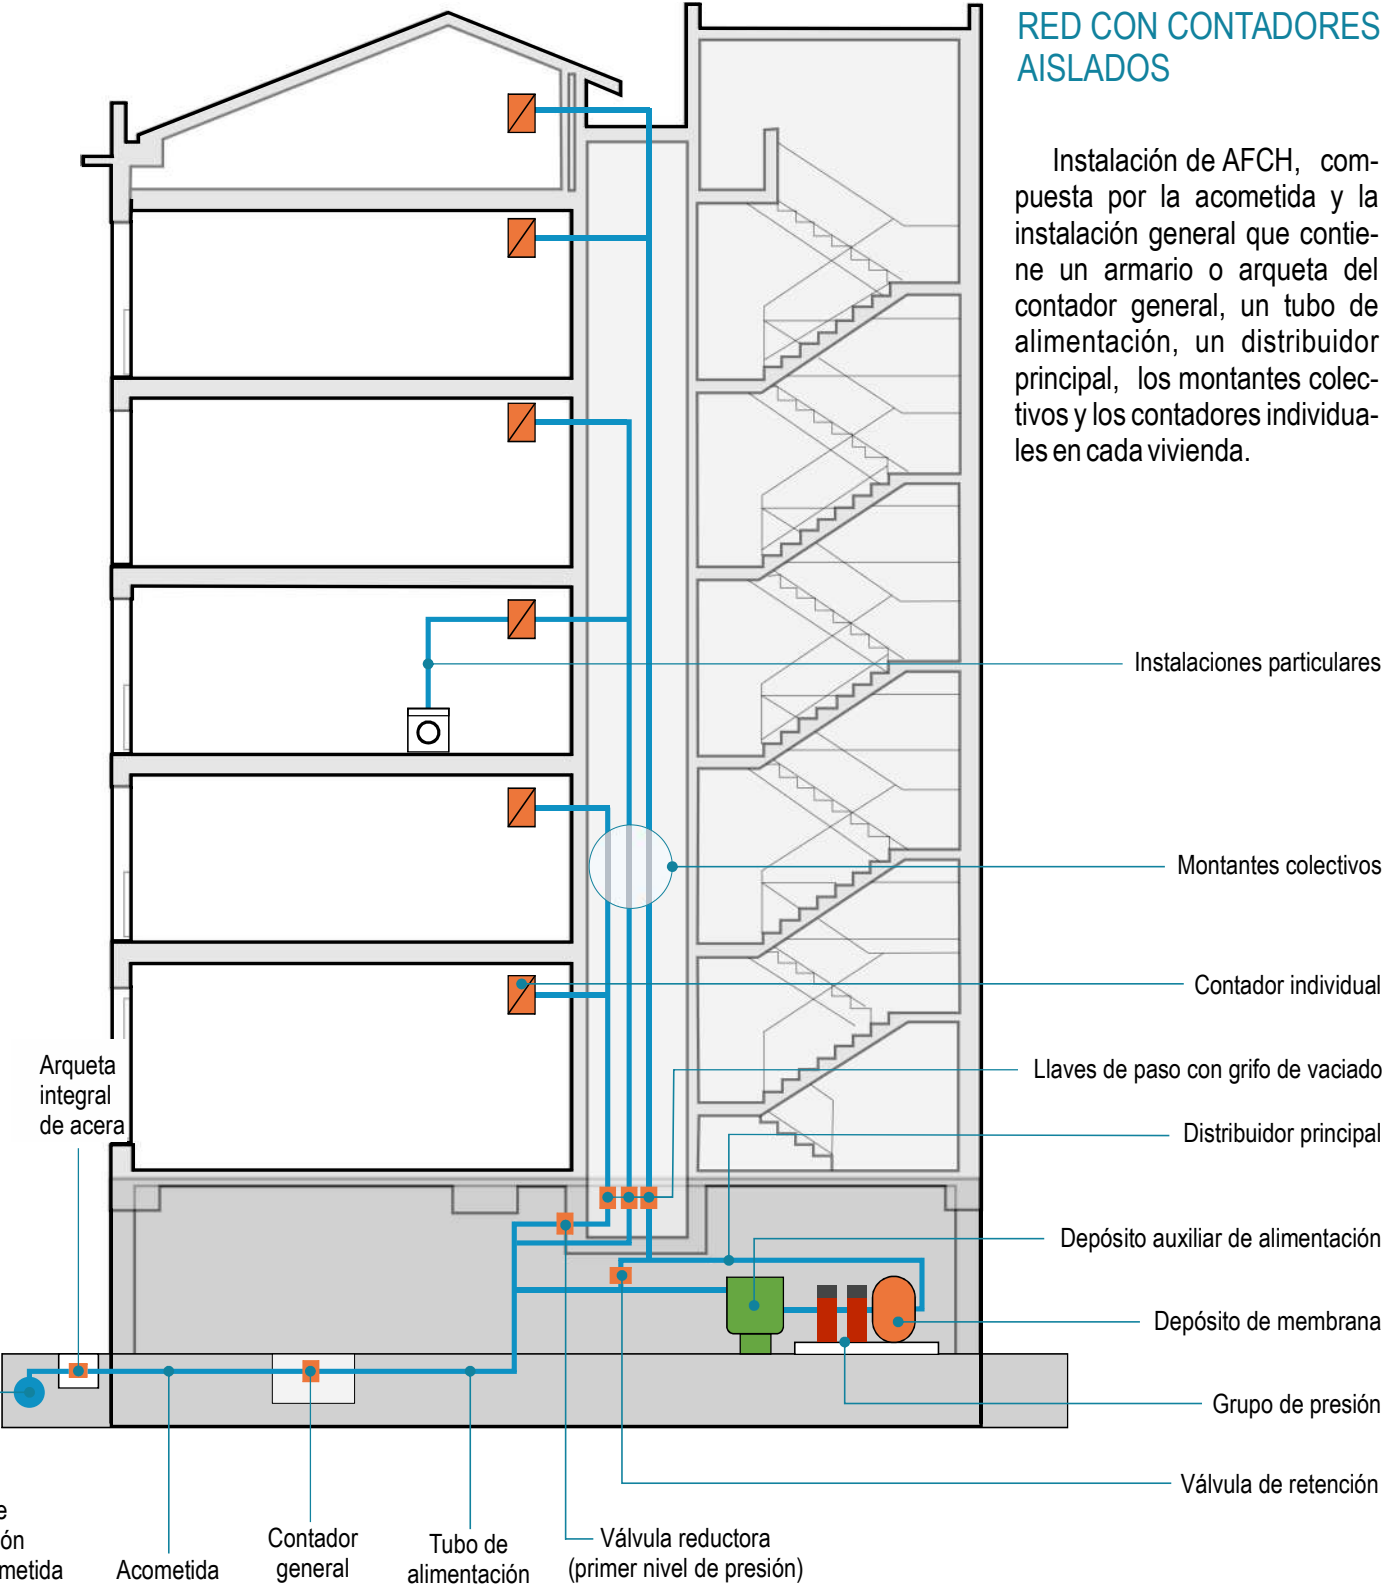 RED CON CONTADORES
AISLADOS
Instalación de AFCH, com-
puesta por la acometida y la
instalación general que contie-
ne un armario o arqueta del
contador general, un tubo de
alimentación, un distribuidor
principal, los montantes colec-
tivos y los contadores individua-
les en cada vivienda.
Instalaciones particulares
Montantes colectivos
Contador individual
Arqueta
integral
de acera
Llaves de paso con grifo de vaciado
Distribuidor principal
Depósito auxiliar de alimentación
Depósito de membrana
Grupo de presión
Válvula de retención
Acometida
Contador
general
Tubo de
alimentación
Válvula reductora
(primer nivel de presión)